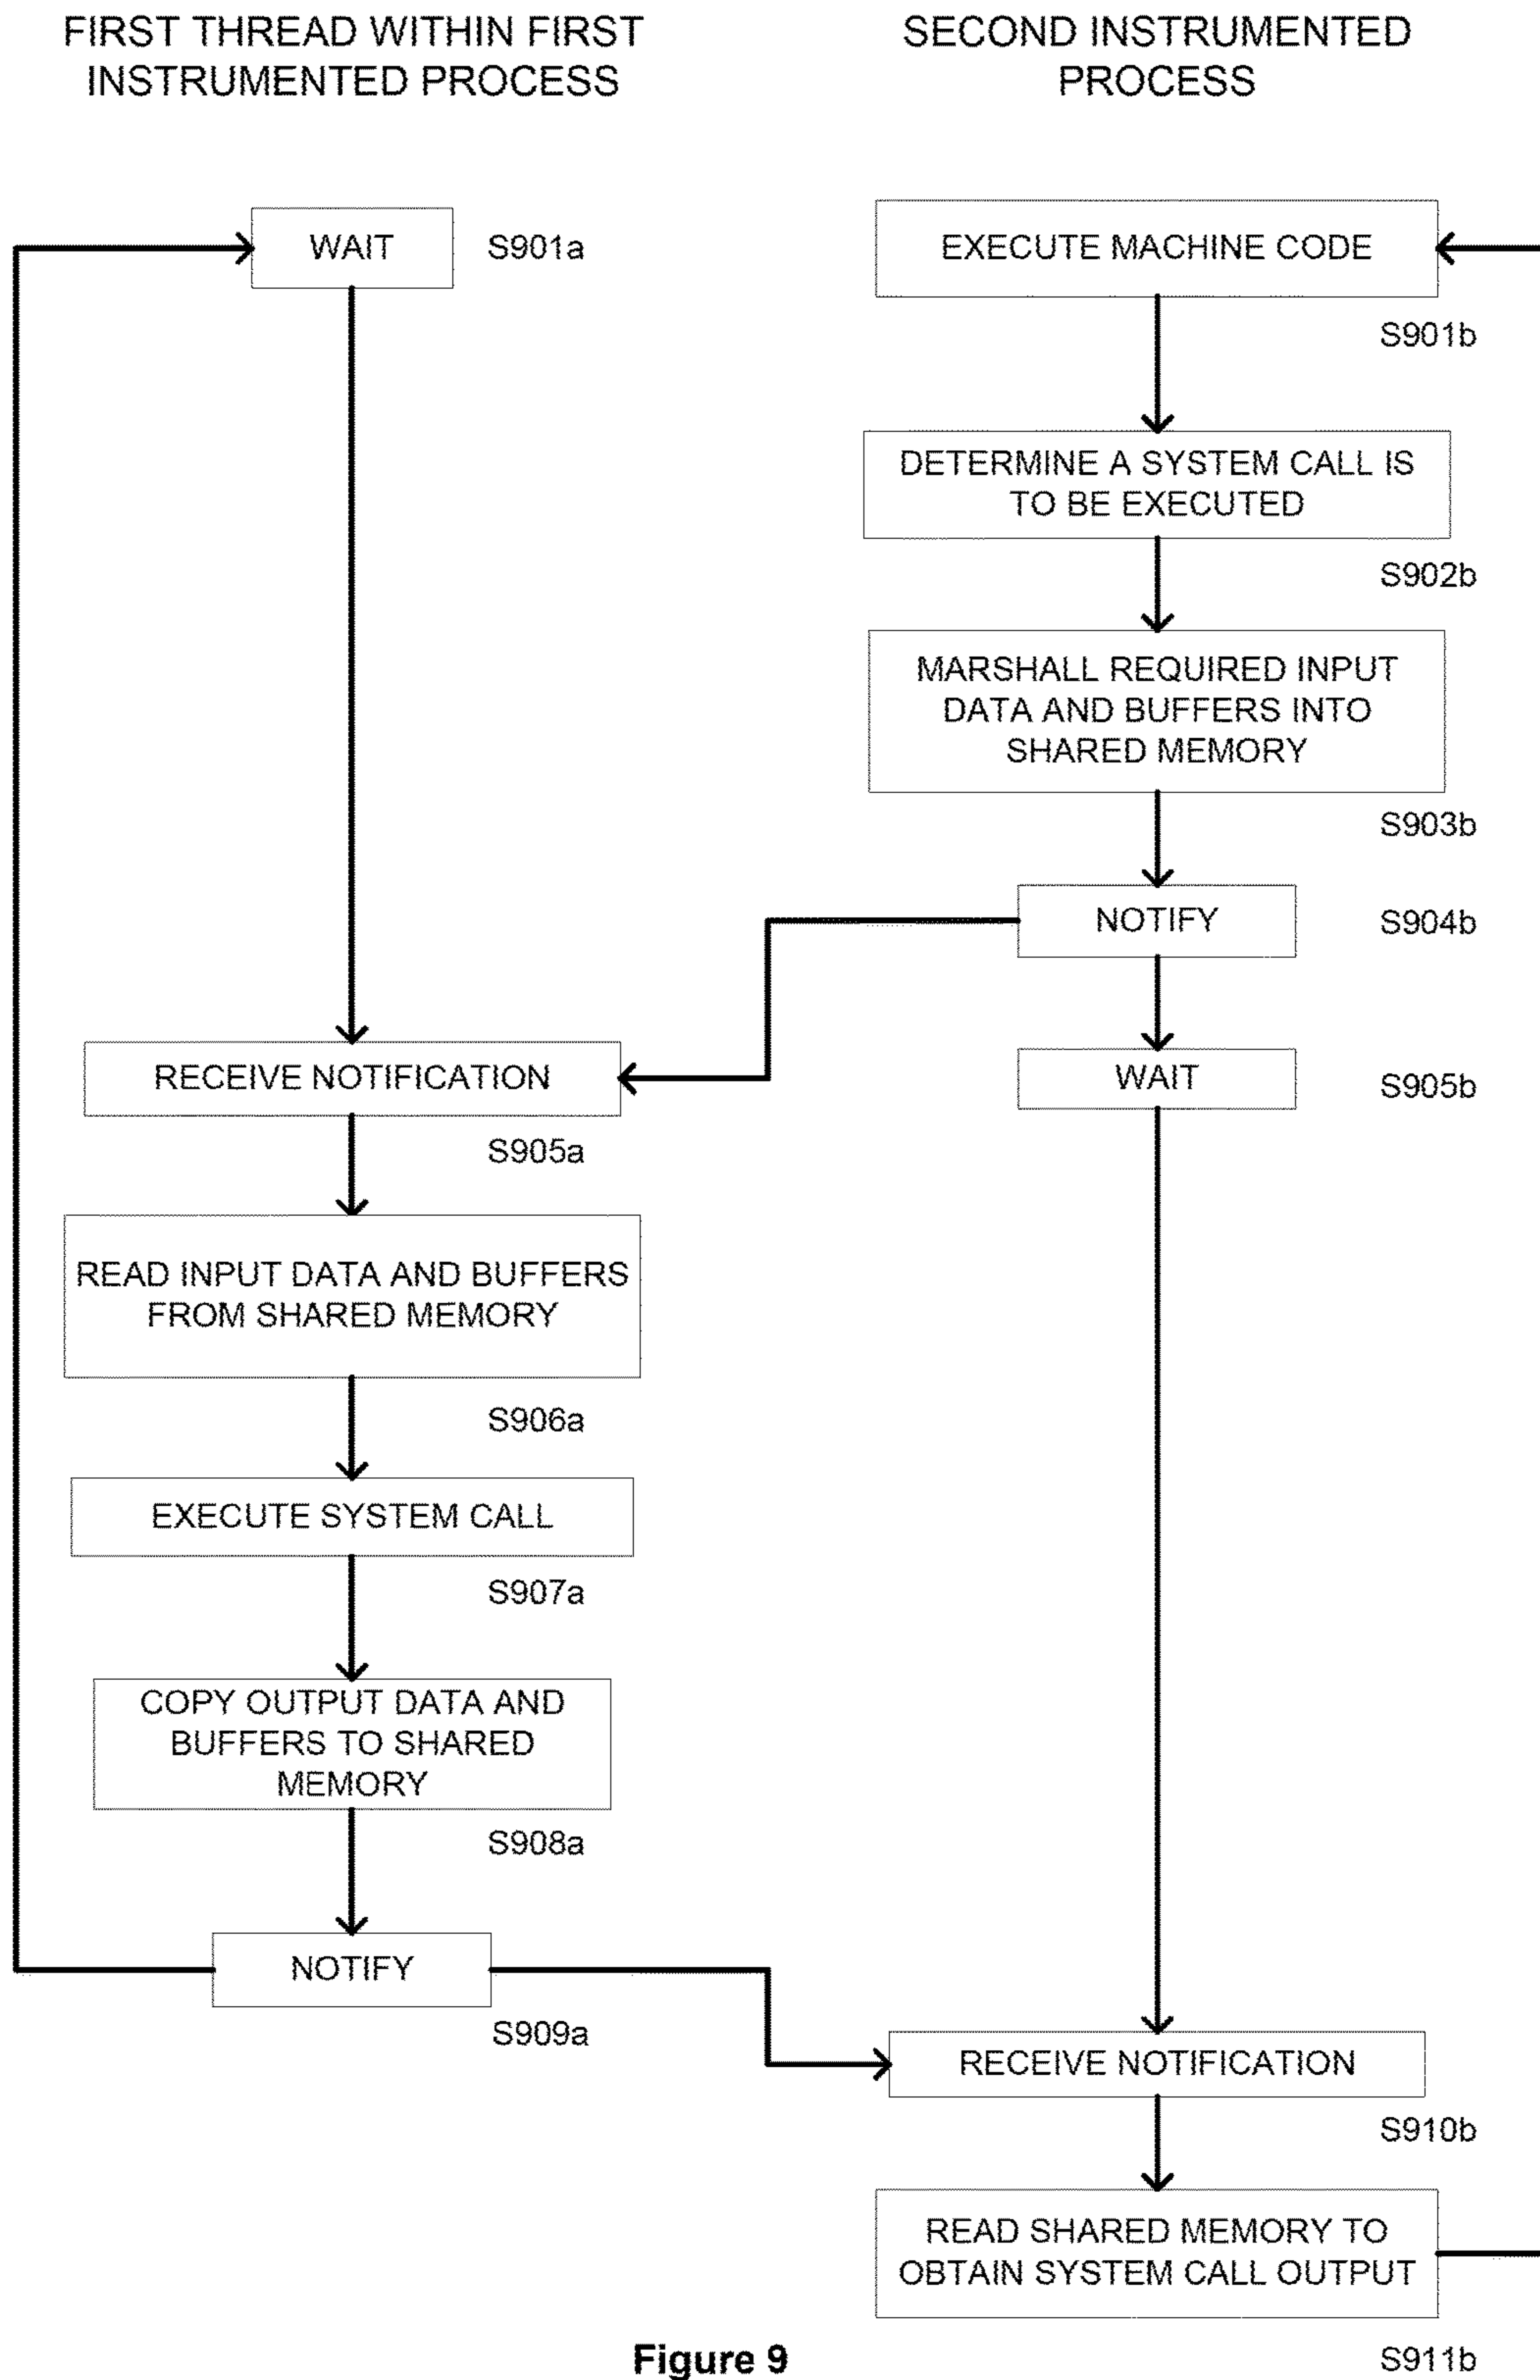 FIRST THREAD WITHIN FIRST
INSTRUMENTED PROCESS
SECOND INSTRUMENTED
PROCESS
WAIT
S901a
EXECUTE MACHINE CODE
S901b
DETERMINE A SYSTEM CALL IS
TO BE EXECUTED
S902b
MARSHALL REQUIRED INPUT
DATA AND BUFFERS INTO
SHARED MEMORY
S903b
NOTIFY
S904b
RECEIVE NOTIFICATION
S905a
WAIT
S905b
READ INPUT DATA AND BUFFERS
FROM SHARED MEMORY
S906a
EXECUTE SYSTEM CALL
S907a
COPY OUTPUT DATA AND
BUFFERS TO SHARED
MEMORY
S908a
NOTIFY
S909a
RECEIVE NOTIFICATION
S910b
READ SHARED MEMORY TO
OBTAIN SYSTEM CALL OUTPUT
S911b
Figure 9